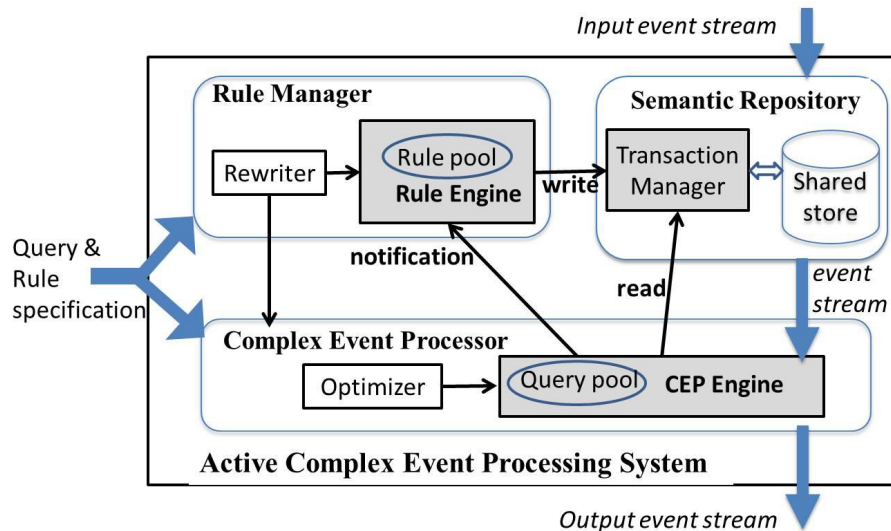 Input event stream
Rule Manager
Semantic Repository
Rule pool
Rule Engine
Rewriter
write
Transaction
Manager
Shared
store
Query &
Rule
specification
notification
read
event
stream
Complex Event Processor
Optimizer
Query pool
CEP Engine
Active Complex Event Processing System
Output event stream